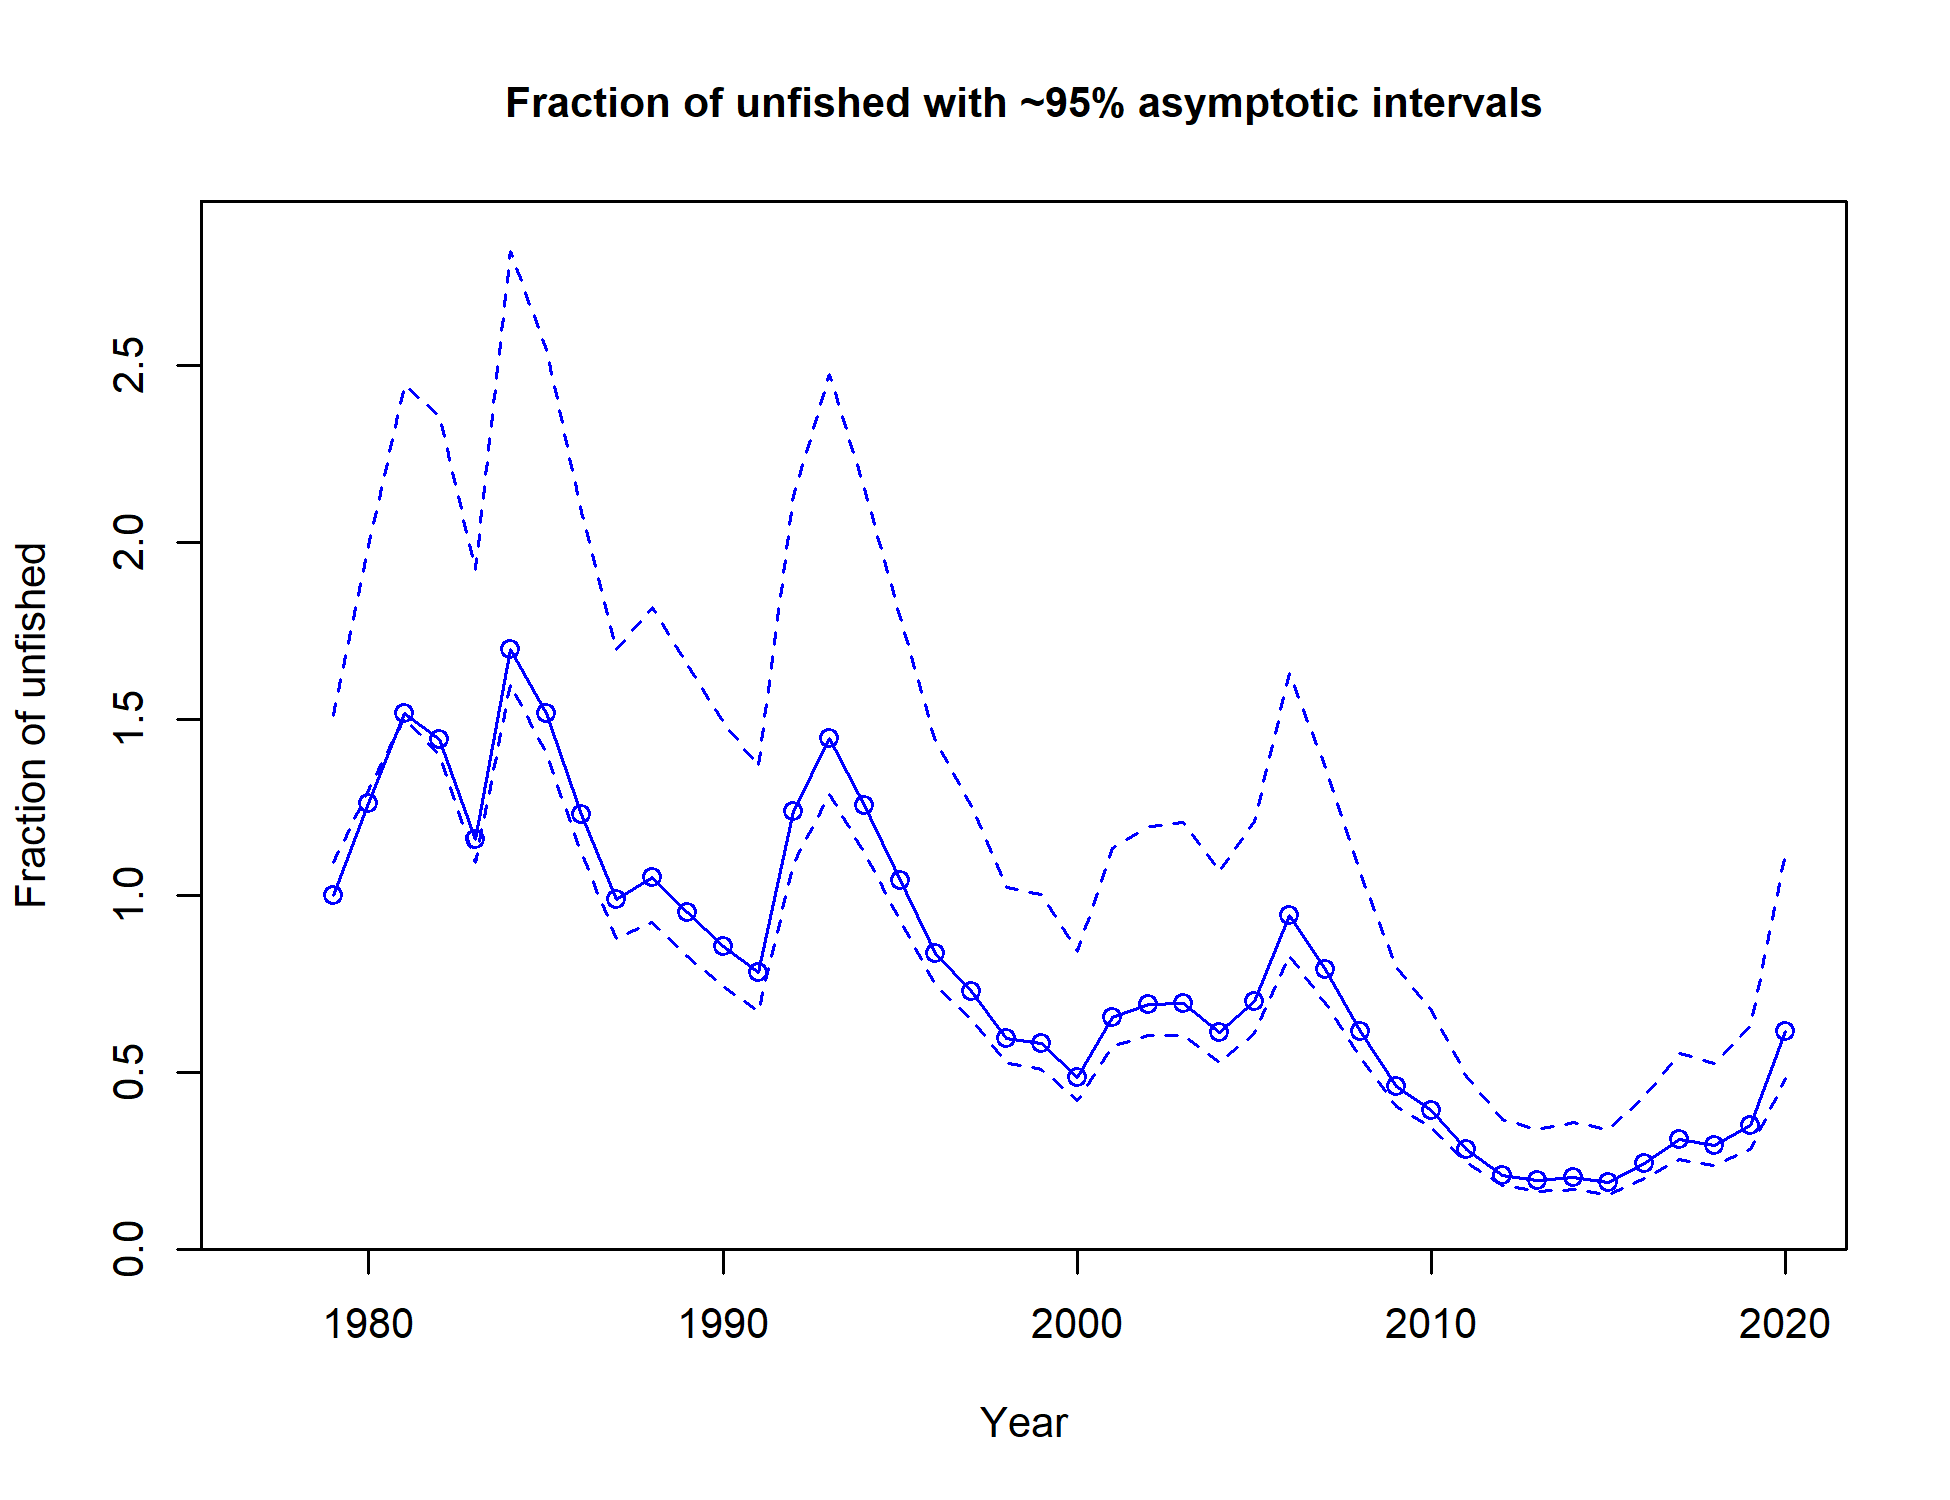 Fraction of unfished with ~95% asymptotic intervals
Fraction of unfished
2.5
2.0
1.5
1.0
0.5
0.0
1980 1990 2000 2010 2020
Year